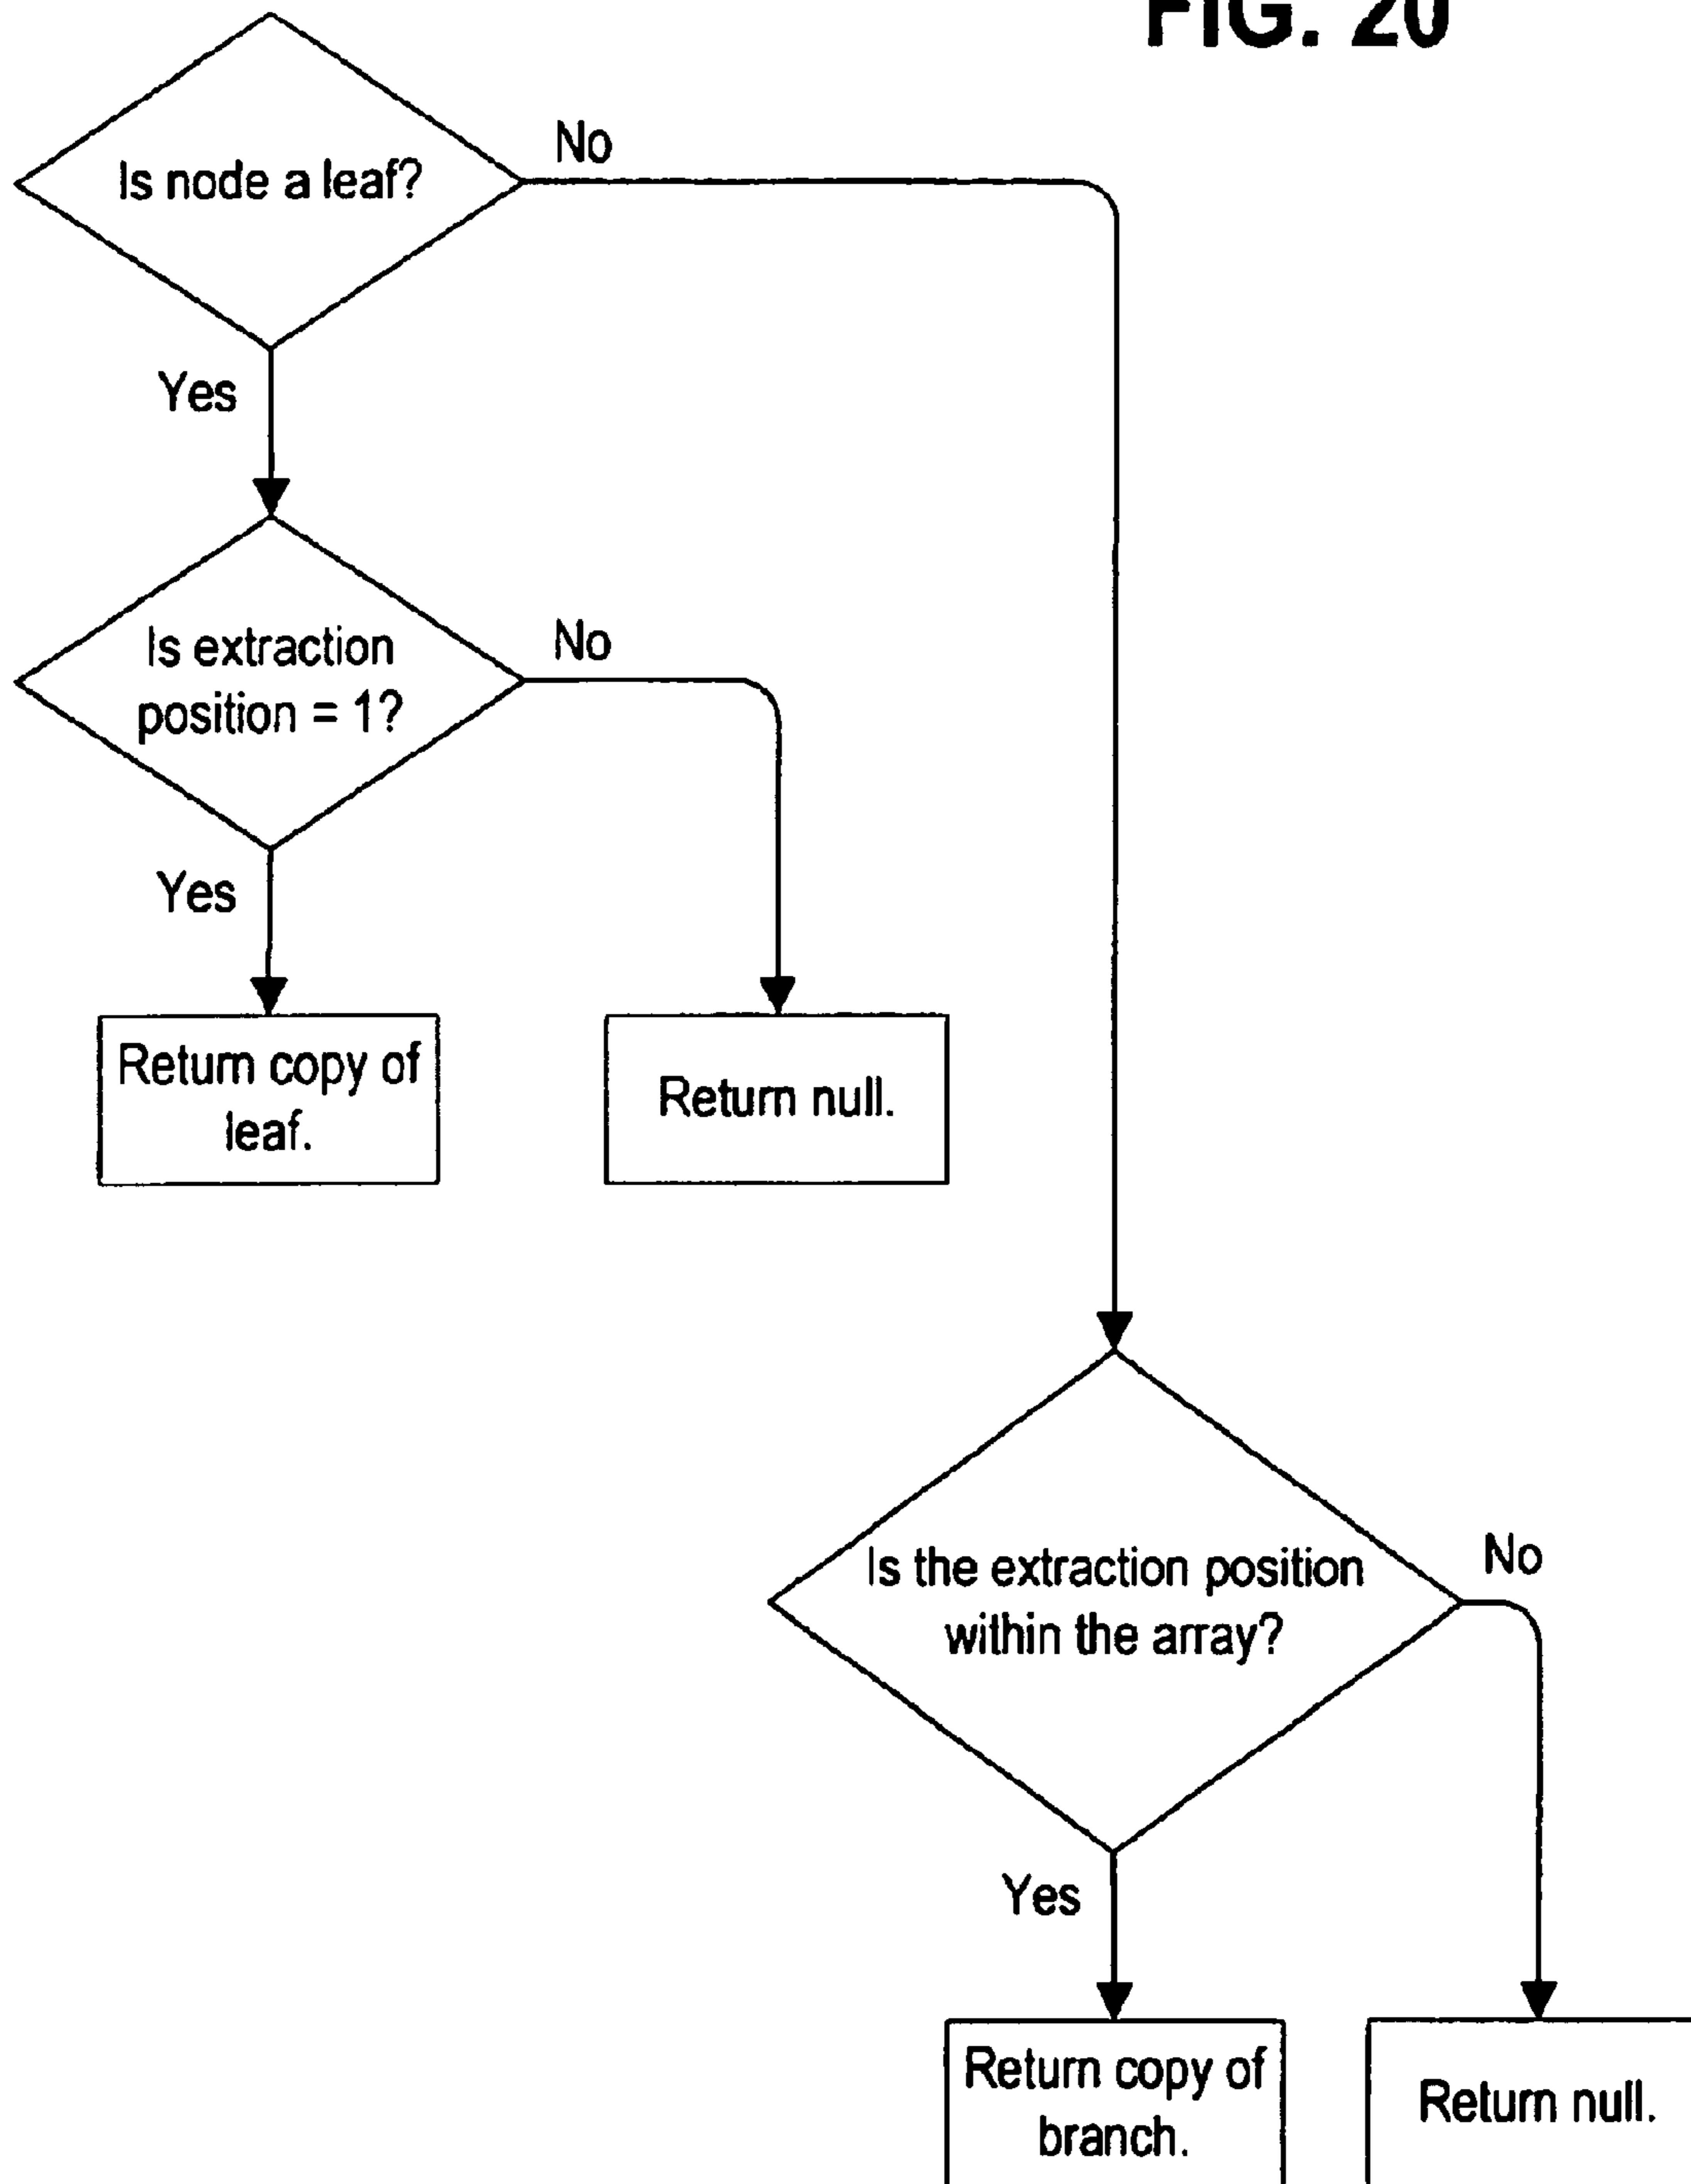 FIG. 20
Is node a leaf?
No
Yes
Is extraction
position = 1?
No
Yes
Return copy of
leaf.
Return null.
Is the extraction position
within the array?
No
Yes
Return copy of
branch.
Return null.